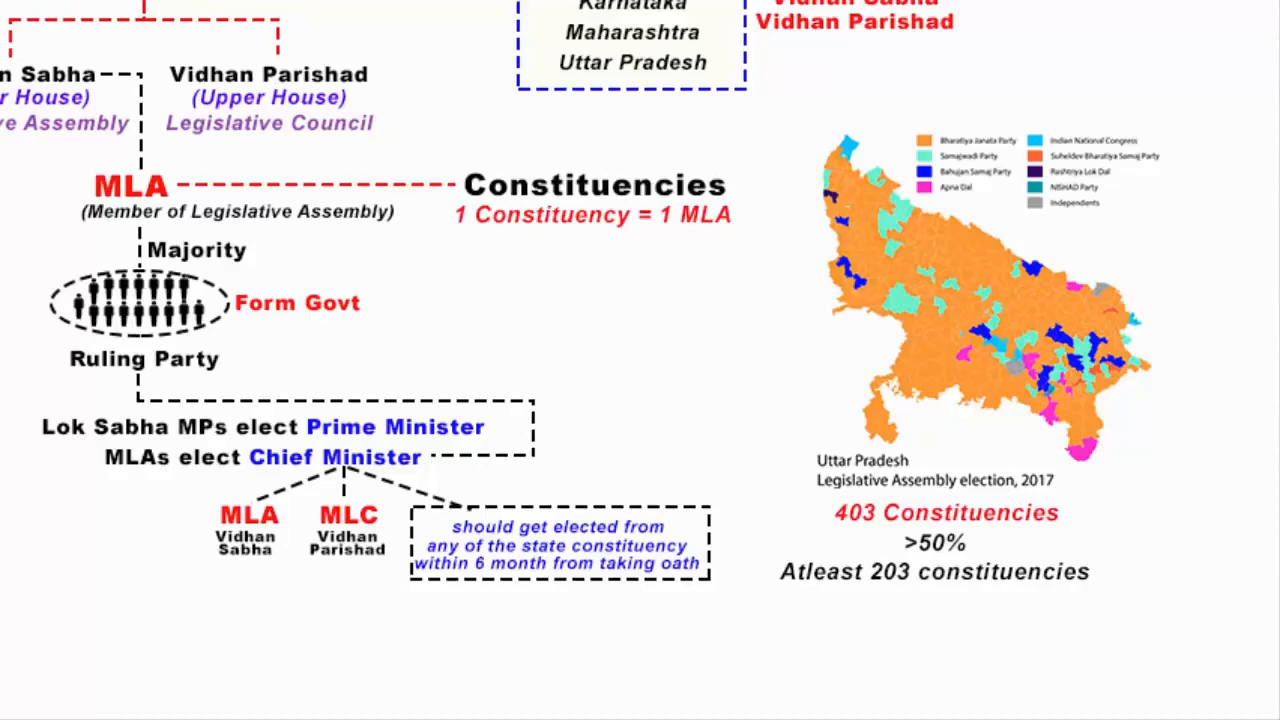 Karnataka
Maharashtra
Uttar Pradesh
Vidhan Sabha
Vidhan Parishad
n Sabha
r House)
ve Assembly
Vidhan Parishad
(Upper House)
Legislative Council
MLA
(Member of Legislative Assembly)
Constituencies
1 Constituency = 1 MLA
Majority
Form Govt
Ruling Party
Lok Sabha MPs elect Prime Minister
MLAs elect Chief Minister
MLA
Vidhan
Sabha
MLC
Vidhan
Parishad
should get elected from
any of the state constituency
within 6 month from taking oath
Bharatiya Janata Party
Samajwadi Party
Bahujan Samaj Party
Apna Dal
Indian National Congress
Suheldev Bharatiya Samaj Party
Rashtriya Lok Dal
NISHAD Party
Independents
Uttar Pradesh
Legislative Assembly election, 2017
403 Constituencies
>50%
Atleast 203 constituencies